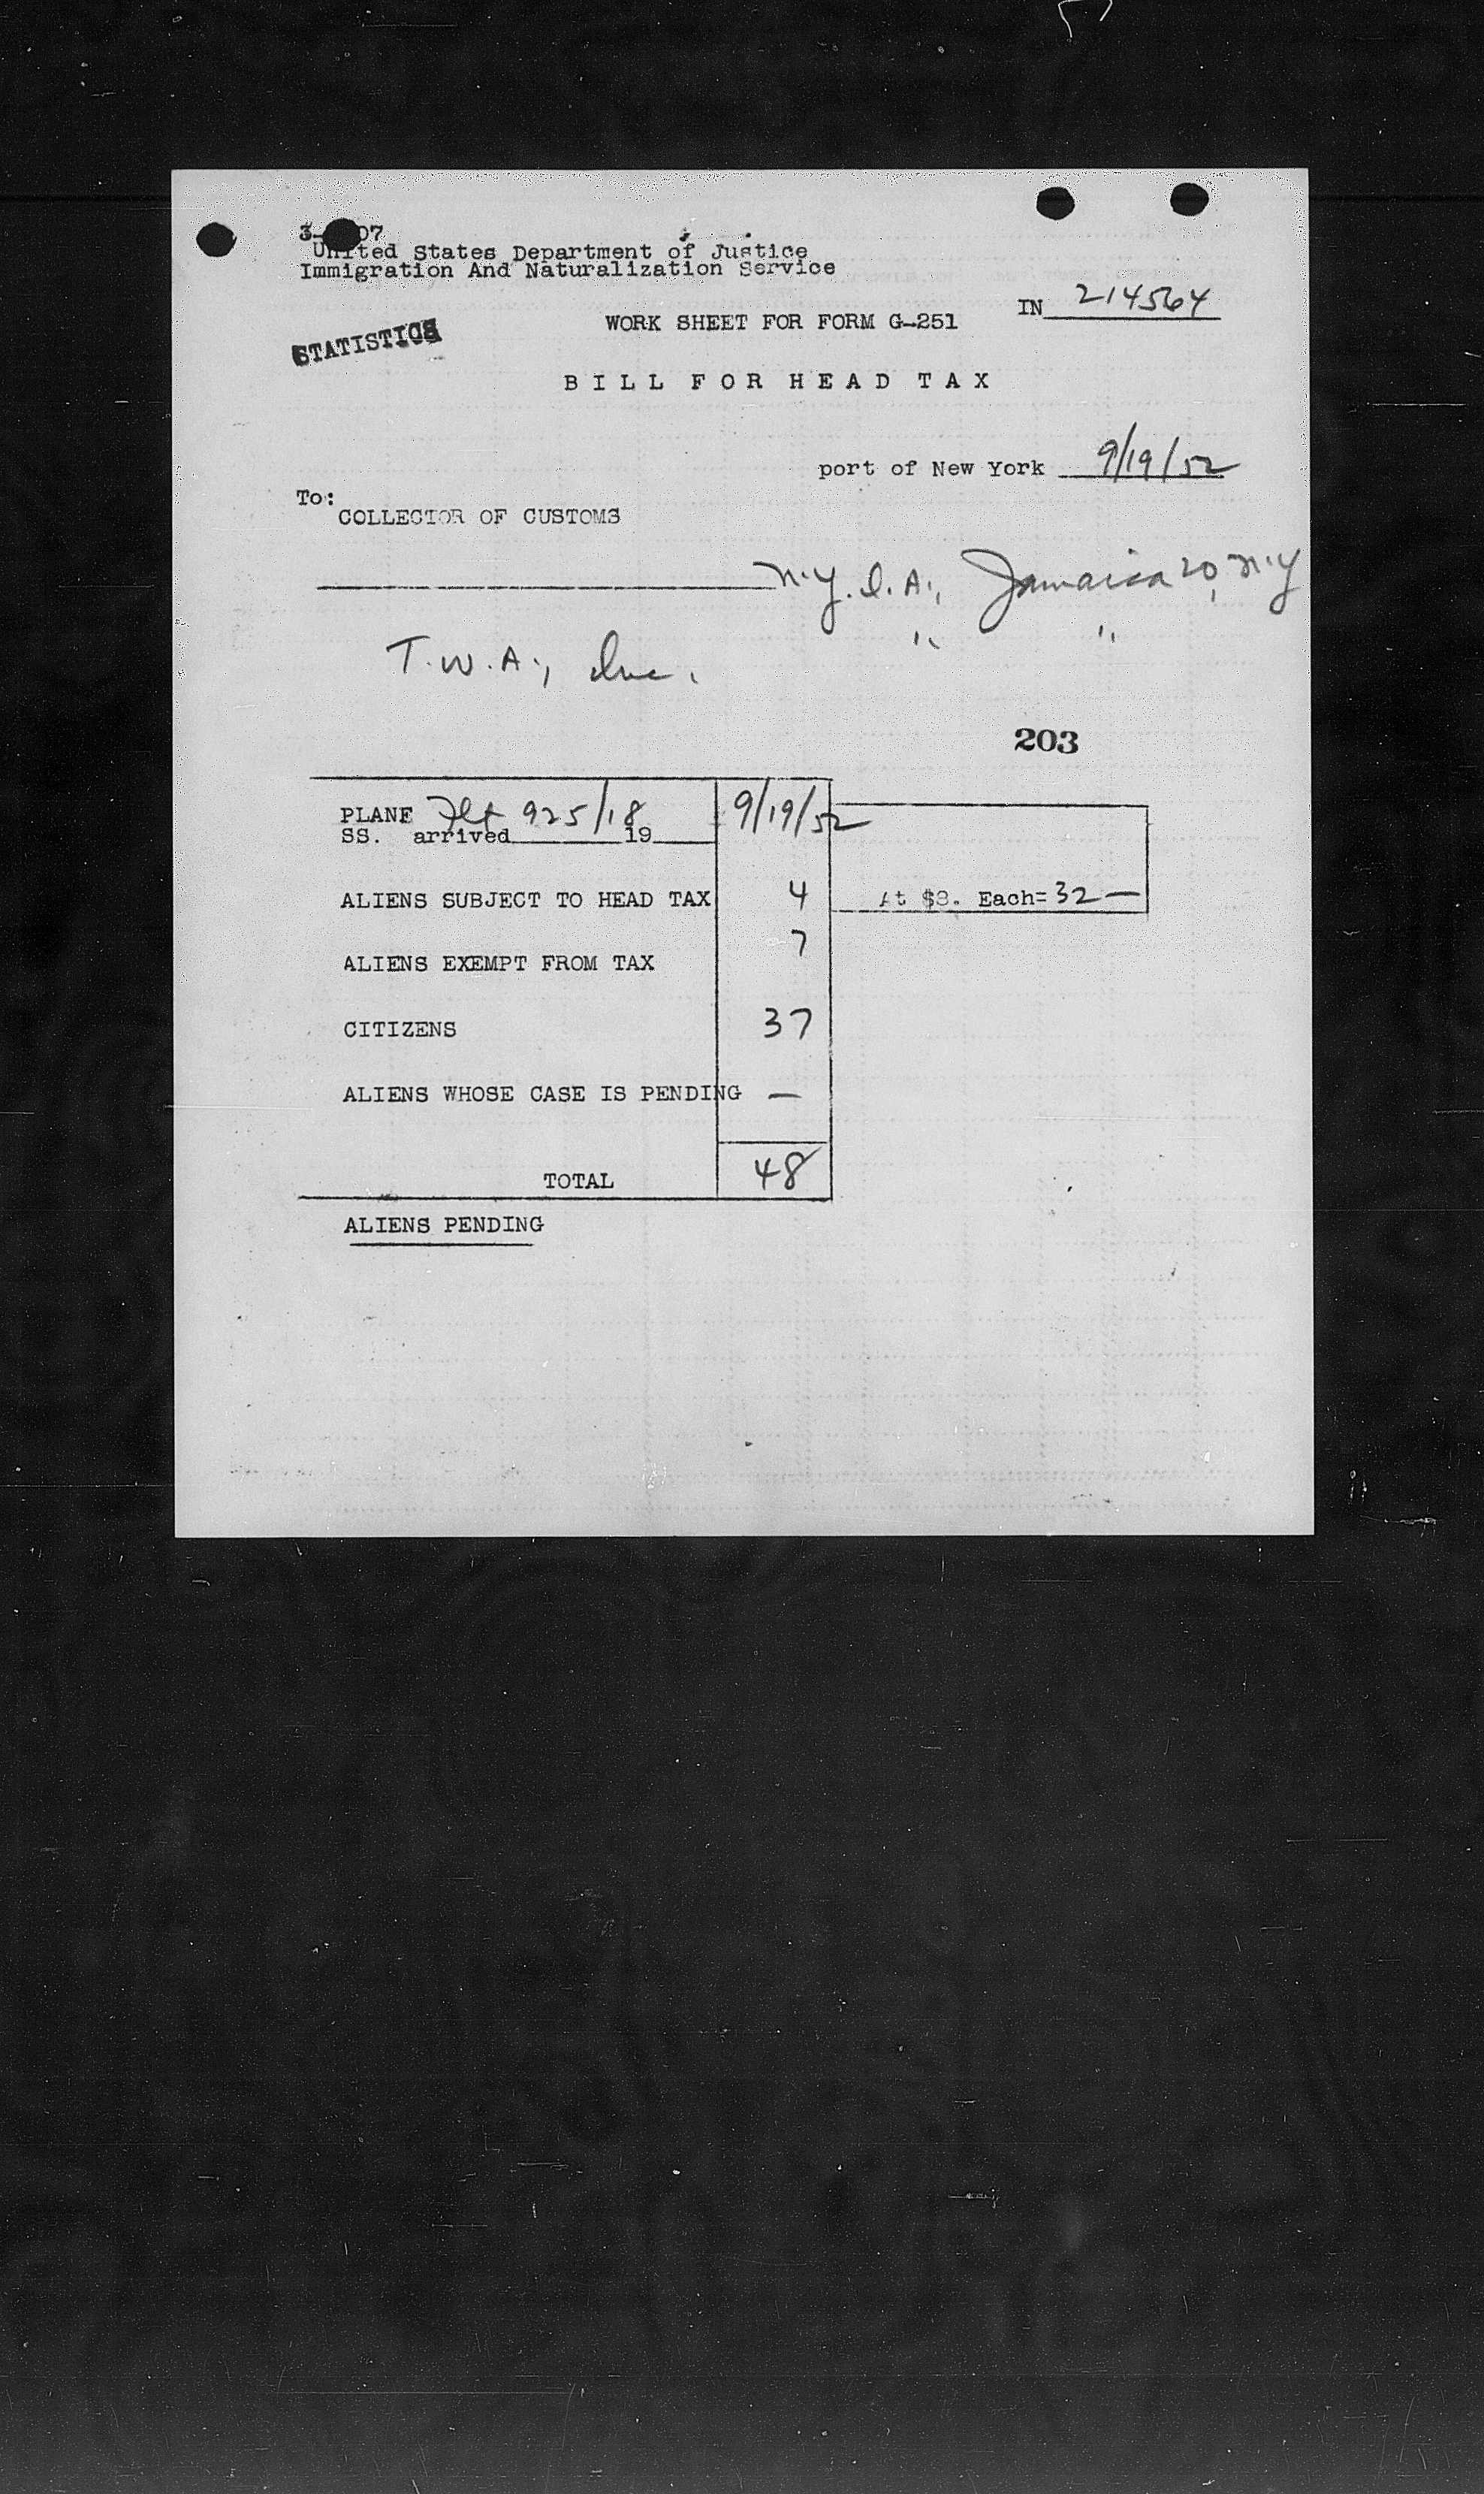 United States Department of Justice
Immigration And Naturalization Service
IN 214564
STATISTICS
WORK SHEET FOR FORM G-251
BILL FOR HEAD TAX
port of New York 9/19/52
To:
COLLECTOR OF CUSTOMS
N.Y.I.A., Jamaica 20, N.Y
" "
T.W.A., Inc.
203
PLANE Flt 925/18 9/19/52
SS. arrived 19
ALIENS SUBJECT TO HEAD TAX 4 At $8. Each=32—
ALIENS EXEMPT FROM TAX 7
CITIZENS 37
ALIENS WHOSE CASE IS PENDING —
TOTAL 48
ALIENS PENDING